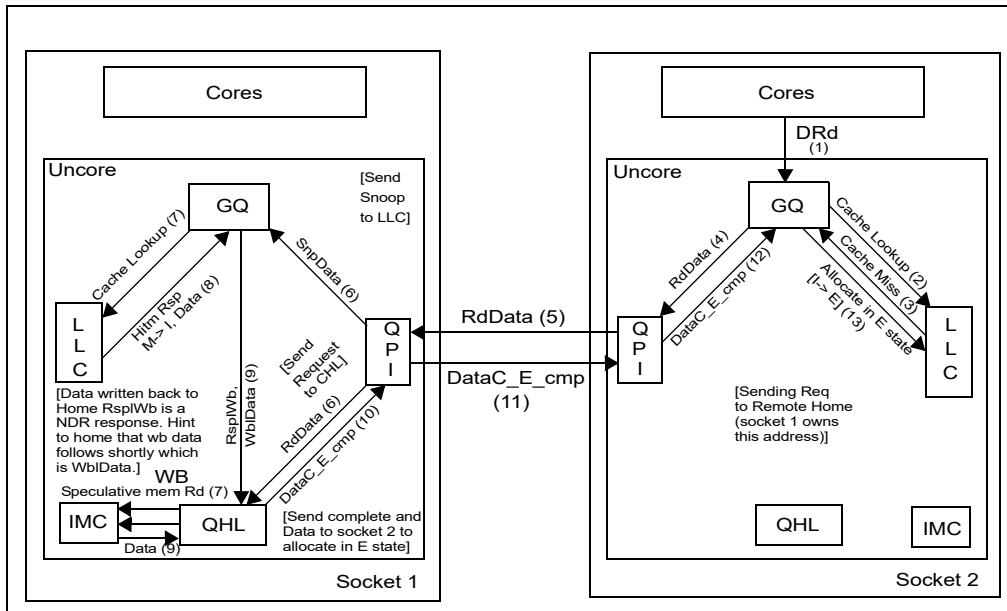 Cores
Uncore
GQ
[Send
Snoop
to LLC]
Cache Lookup (7)
Hitm Rsp
M-> I, Data (8)
SnpData (6)
L
L
C
Q
P
I
[Send
Request
to CHL]
RspIWb,
WbIData (9)
RdData (6)
DataC_E_cmp (10)
[Data written back to
Home RspIWb is a
NDR response. Hint
to home that wb data
follows shortly which
is WbIData.]
WB
Speculative mem Rd (7)
IMC
QHL
Data (9)
[Send complete and
Data to socket 2 to
allocate in E state]
Socket 1
RdData (5)
DataC_E_cmp
(11)
Cores
DRd
(1)
Uncore
GQ
RdData (4)
DataC_E_cmp (12)
Cache Lookup (2)
Cache Miss (3)
Allocate in E state
[I-> E] (13)
Q
P
I
L
L
C
[Sending Req
to Remote Home
(socket 1 owns
this address)]
QHL
IMC
Socket 2